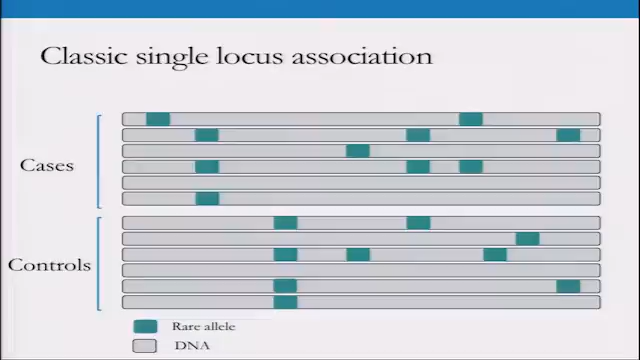 Classic single locus association
Cases
Controls
Rare allele
DNA